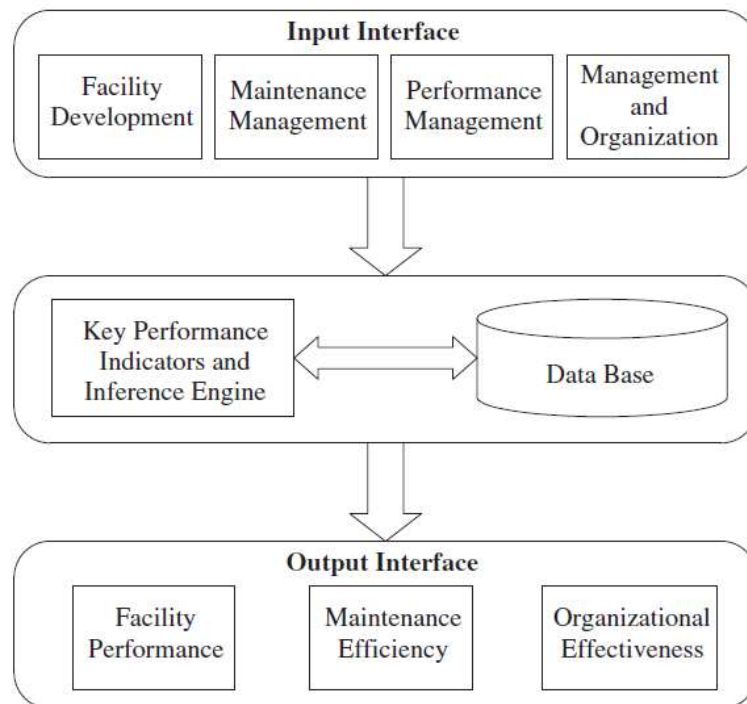 Input Interface
Facility
Development
Maintenance
Management
Performance
Management
Management
and
Organization
Key Performance
Indicators and
Inference Engine
Data Base
Output Interface
Facility
Performance
Maintenance
Efficiency
Organizational
Effectiveness